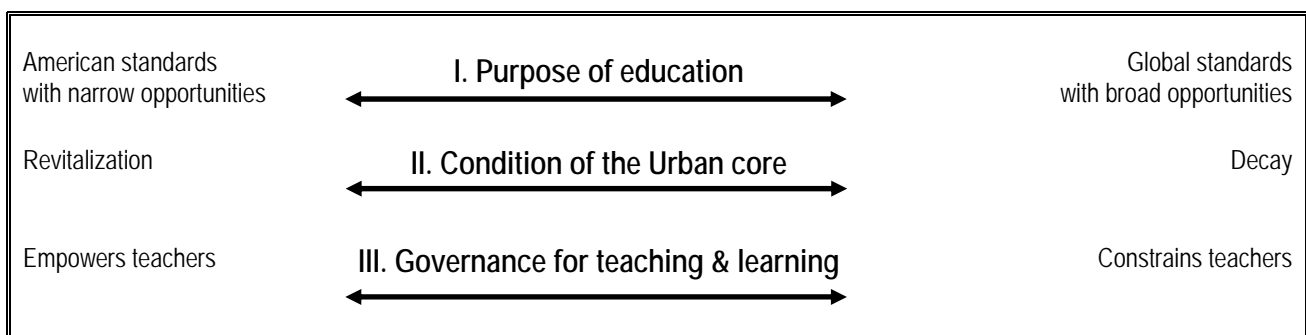 American standards
with narrow opportunities
I. Purpose of education
Global standards
with broad opportunities
Revitalization
II. Condition of the Urban core
Decay
Empowers teachers
III. Governance for teaching & learning
Constrains teachers